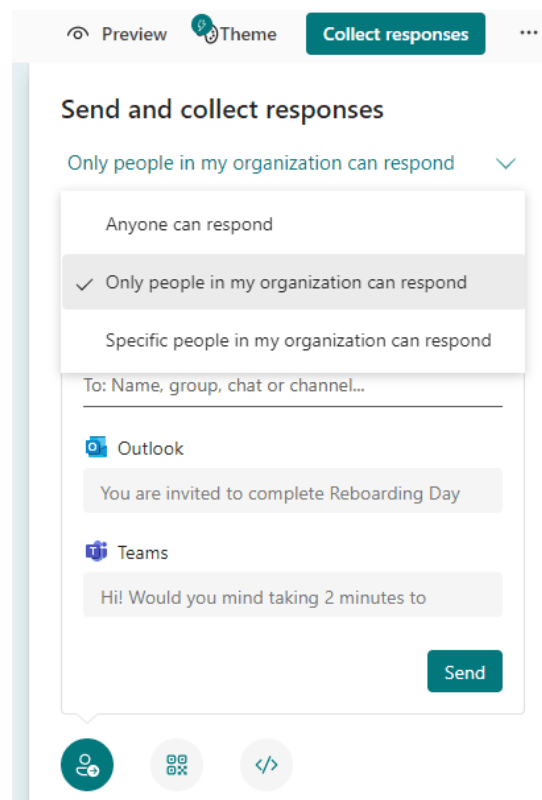 Preview Theme Collect responses ...
Send and collect responses
Only people in my organization can respond
Anyone can respond
Only people in my organization can respond
Specific people in my organization can respond
To: Name, group, chat or channel...
Outlook
You are invited to complete Reboarding Day
Teams
Hi! Would you mind taking 2 minutes to
Send